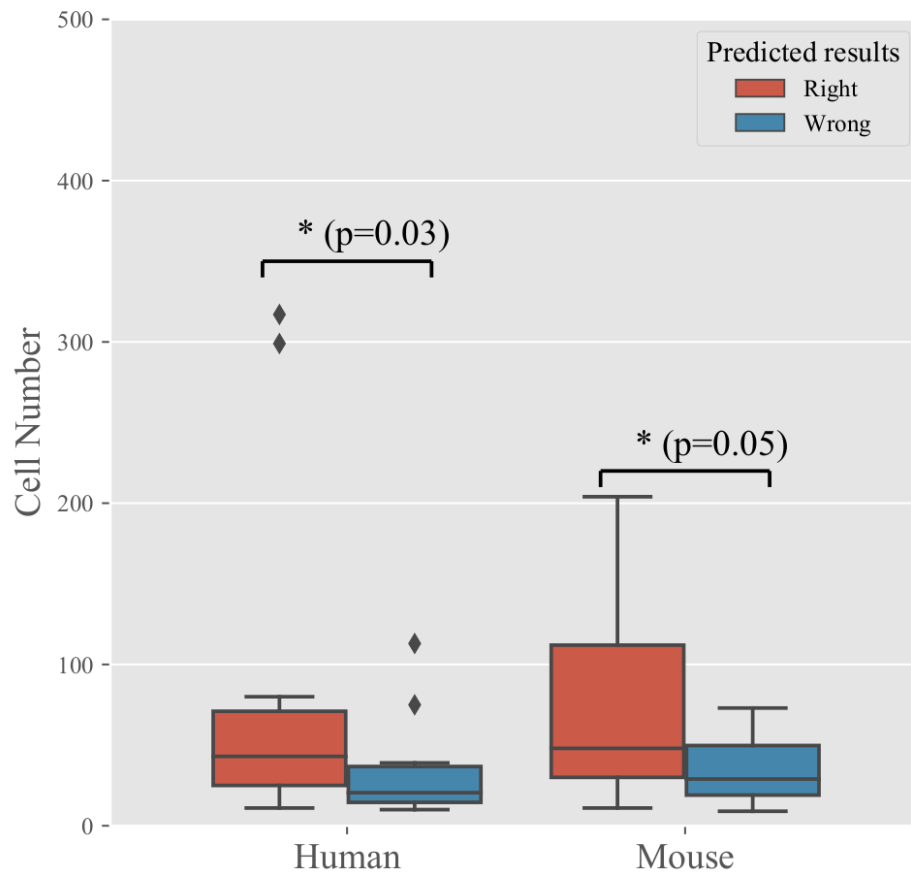 500
400
300
200
100
0
Cell Number
Predicted results
Right
Wrong
* (p=0.03)
* (p=0.05)
Human
Mouse